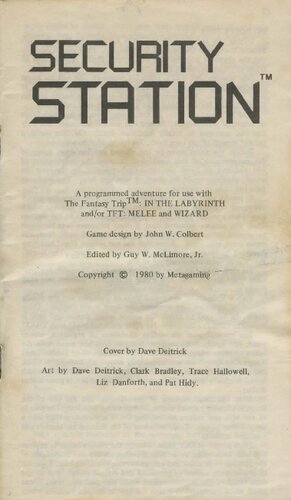 SECURITY
STATION™
A programmed adventure for use with
The Fantasy Trip™: IN THE LABYRINTH
and/or TFT: MELEE and WIZARD
Game design by John W. Colbert
Edited by Guy W. McLimore, Jr.
Copyright © 1980 by Metagaming
Cover by Dave Deitrick
Art by Dave Deitrick, Clark Bradley, Trace Hallowell,
Liz Danforth, and Pat Hidy.